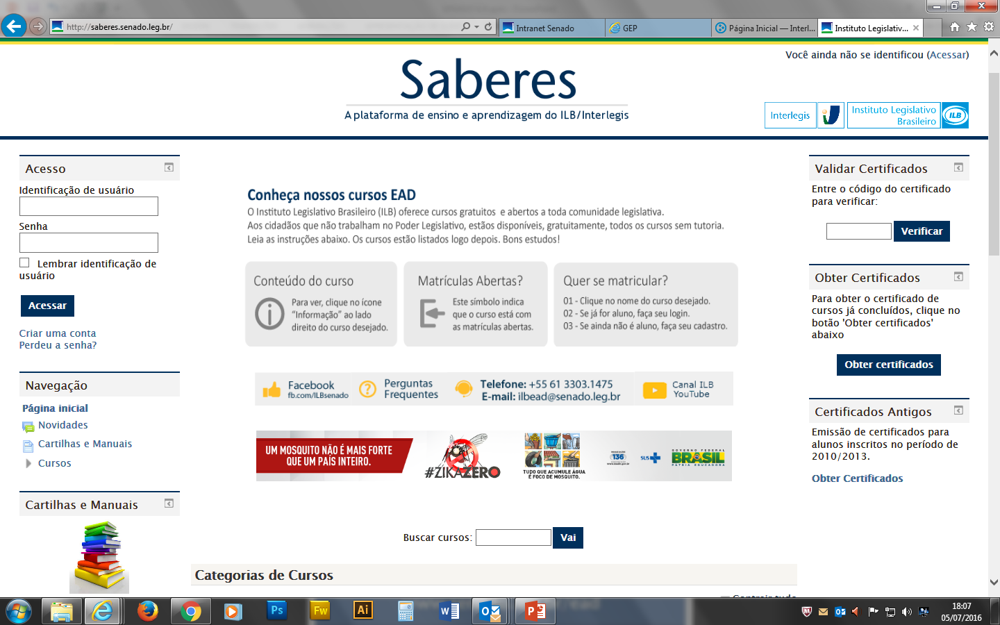 http://saberes.senado.leg.br/
Intranet Senado
GEP
Página Inicial — Interl...
Instituto Legislativ...
Você ainda não se identificou (Acessar)
Saberes
A plataforma de ensino e aprendizagem do ILB/Interlegis
Interlegis
Instituto Legislativo
Brasileiro
ILB
Acesso
Identificação de usuário
Senha
Lembrar identificação de
usuário
Acessar
Criar uma conta
Perdeu a senha?
Navegação
Página inicial
Novidades
Cartilhas e Manuais
Cursos
Cartilhas e Manuais
Conheça nossos cursos EAD
O Instituto Legislativo Brasileiro (ILB) oferece cursos gratuitos e abertos a toda comunidade legislativa.
Aos cidadãos que não trabalham no Poder Legislativo, estãos disponíveis, gratuitamente, todos os cursos sem tutoria.
Leia as instruções abaixo. Os cursos estão listados logo depois. Bons estudos!
Conteúdo do curso
Para ver, clique no ícone
“Informação” ao lado
direito do curso desejado.
Matrículas Abertas?
Este símbolo indica
que o curso está com
as matrículas abertas.
Quer se matricular?
01 - Clique no nome do curso desejado.
02 - Se já for aluno, faça seu login.
03 - Se ainda não é aluno, faça seu cadastro.
Facebook
fb.com/ILBsenado
Perguntas
Frequentes
Telefone: +55 61 3303.1475
E-mail: ilbead@senado.leg.br
Canal ILB
YouTube
UM MOSQUITO NÃO É MAIS FORTE
QUE UM PAÍS INTEIRO.
#ZIKAZERO
TUDO QUE ACUMULE ÁGUA
É FOCO DE MOSQUITO.
136
SUS
GOVERNO FEDERAL
BRASIL
PÁTRIA EDUCADORA
Buscar cursos:
Vai
Categorias de Cursos
Contrair tudo
Validar Certificados
Entre o código do certificado
para verificar:
Verificar
Obter Certificados
Para obter o certificado de
cursos já concluídos, clique no
botão 'Obter certificados'
abaixo
Obter certificados
Certificados Antigos
Emissão de certificados para
alunos inscritos no período de
2010/2013.
Obter Certificados
Ps
Fw
Ai
18:07
05/07/2016